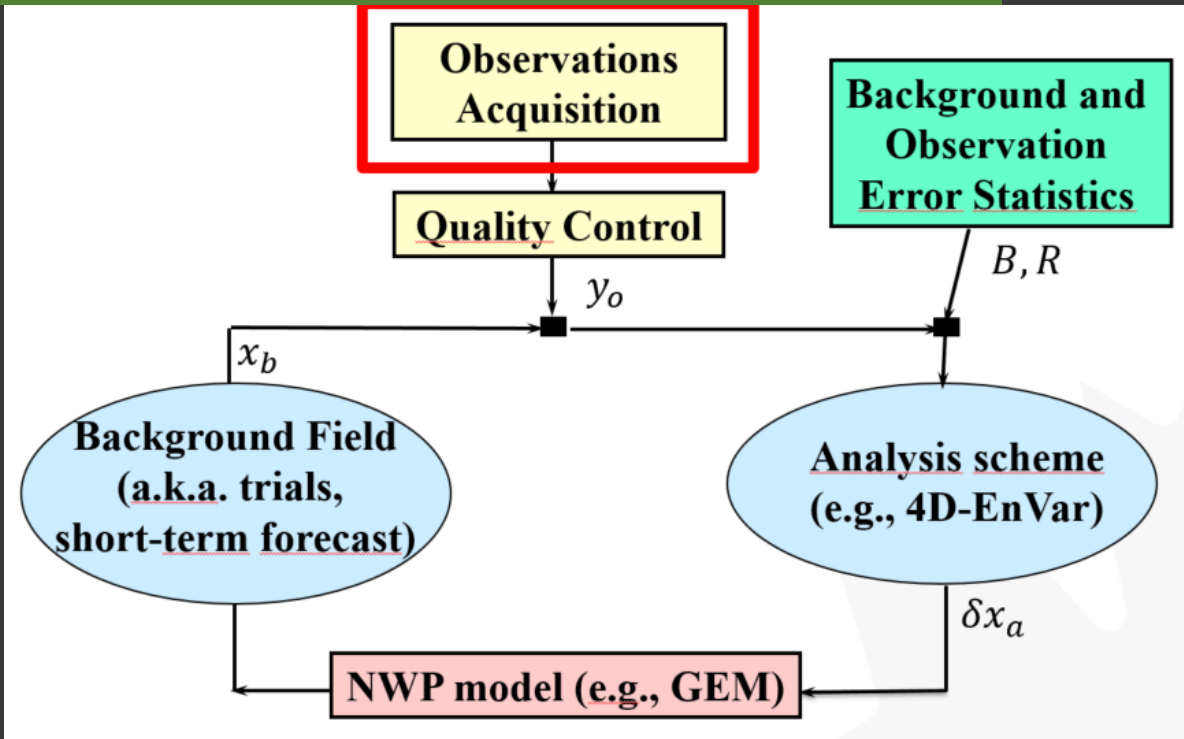 Observations
Acquisition
Background and
Observation
Error Statistics
Quality Control
B, R
y_o
x_b
Background Field
(a.k.a. trials,
short-term forecast)
Analysis scheme
(e.g., 4D-EnVar)
δx_a
NWP model (e.g., GEM)